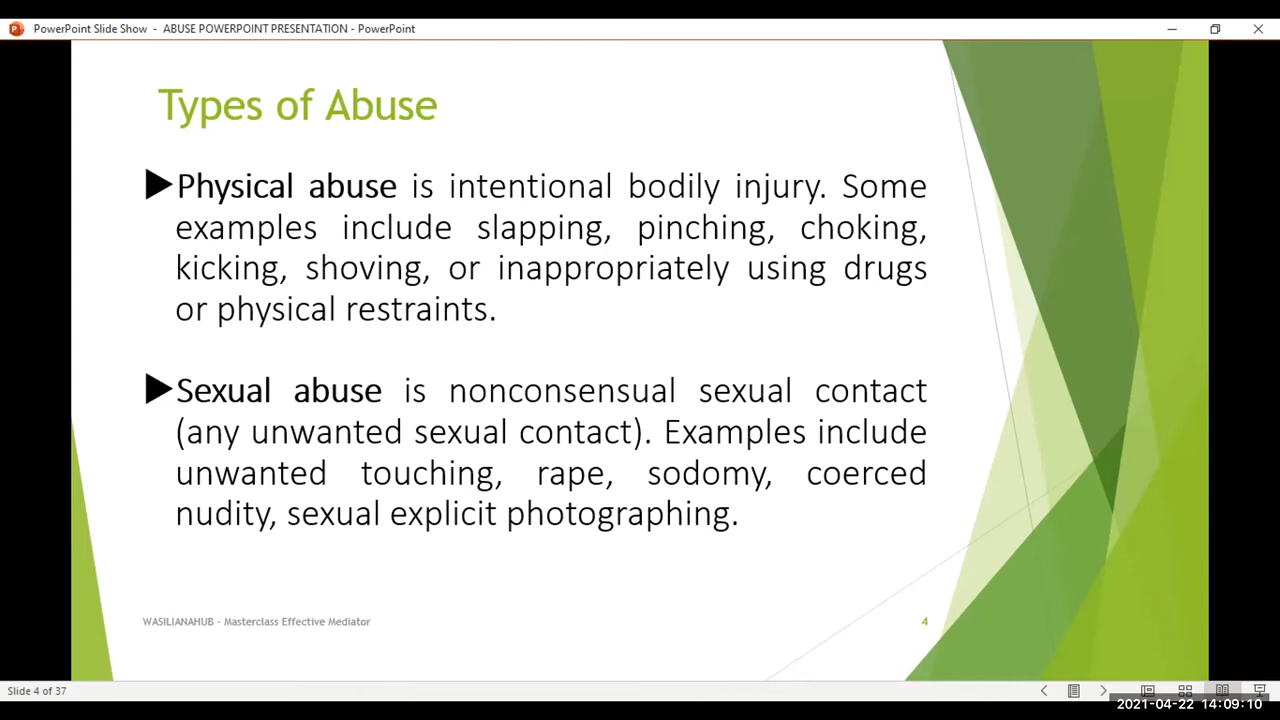 PowerPoint Slide Show - ABUSE POWERPOINT PRESENTATION - PowerPoint
Types of Abuse
Physical abuse is intentional bodily injury. Some
examples include slapping, pinching, choking,
kicking, shoving, or inappropriately using drugs
or physical restraints.
Sexual abuse is nonconsensual sexual contact
(any unwanted sexual contact). Examples include
unwanted touching, rape, sodomy, coerced
nudity, sexual explicit photographing.
WASILIANAHUB - Masterclass Effective Mediator
4
Slide 4 of 37
2021-04-22 14:09:10